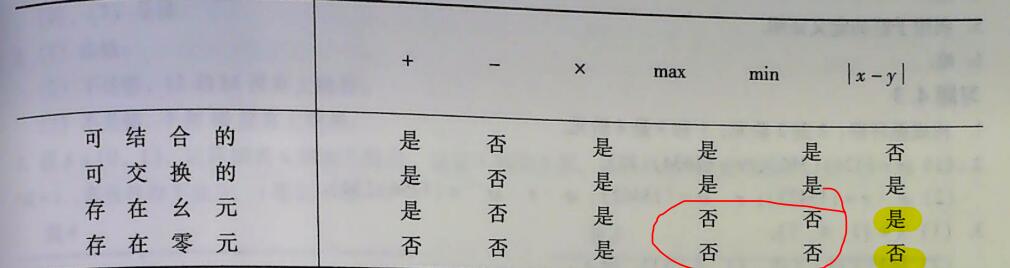 + − × max min |x−y|
可结合的 是 否 是 是 是 否
可交换的 是 否 是 是 是 是
存在幺元 是 否 是 否 否 是
存在零元 否 否 是 否 否 否